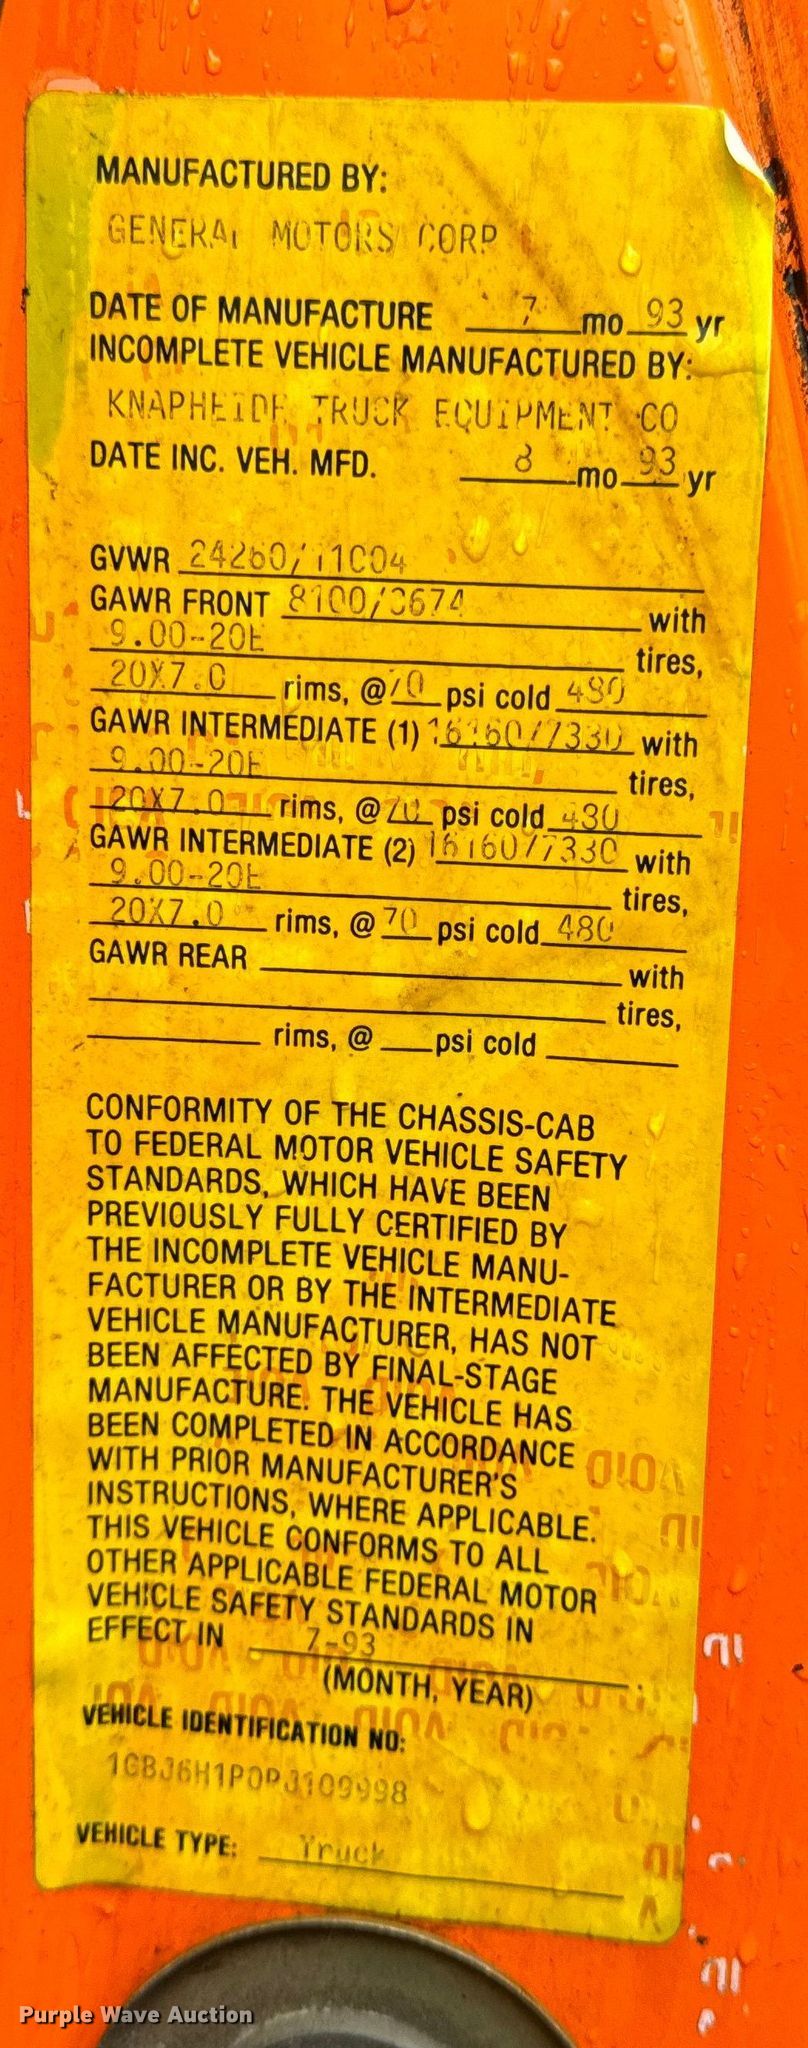 MANUFACTURED BY:
GENERAL MOTORS CORP
DATE OF MANUFACTURE 7 mo 93 yr
INCOMPLETE VEHICLE MANUFACTURED BY:
KNAPHEIDE TRUCK EQUIPMENT CO
DATE INC. VEH. MFD. 8 mo 93 yr
GVWR 24260/11004
GAWR FRONT 8100/3674 with
9.00-20E tires,
20X7.0 rims, @ 70 psi cold 480
GAWR INTERMEDIATE (1) 16160/7330 with
9.00-20E tires,
20X7.0 rims, @ 70 psi cold 480
GAWR INTERMEDIATE (2) 16160/7330 with
9.00-20E tires,
20X7.0 rims, @ 70 psi cold 480
GAWR REAR with
tires,
rims, @ psi cold
CONFORMITY OF THE CHASSIS-CAB
TO FEDERAL MOTOR VEHICLE SAFETY
STANDARDS, WHICH HAVE BEEN
PREVIOUSLY FULLY CERTIFIED BY
THE INCOMPLETE VEHICLE MANU-
FACTURER OR BY THE INTERMEDIATE
VEHICLE MANUFACTURER, HAS NOT
BEEN AFFECTED BY FINAL-STAGE
MANUFACTURE. THE VEHICLE HAS
BEEN COMPLETED IN ACCORDANCE
WITH PRIOR MANUFACTURER'S
INSTRUCTIONS, WHERE APPLICABLE.
THIS VEHICLE CONFORMS TO ALL
OTHER APPLICABLE FEDERAL MOTOR
VEHICLE SAFETY STANDARDS IN
EFFECT IN 7-93
(MONTH, YEAR)
VEHICLE IDENTIFICATION NO:
1GBJ6H1P0PJ109998
VEHICLE TYPE: Truck
Purple Wave Auction